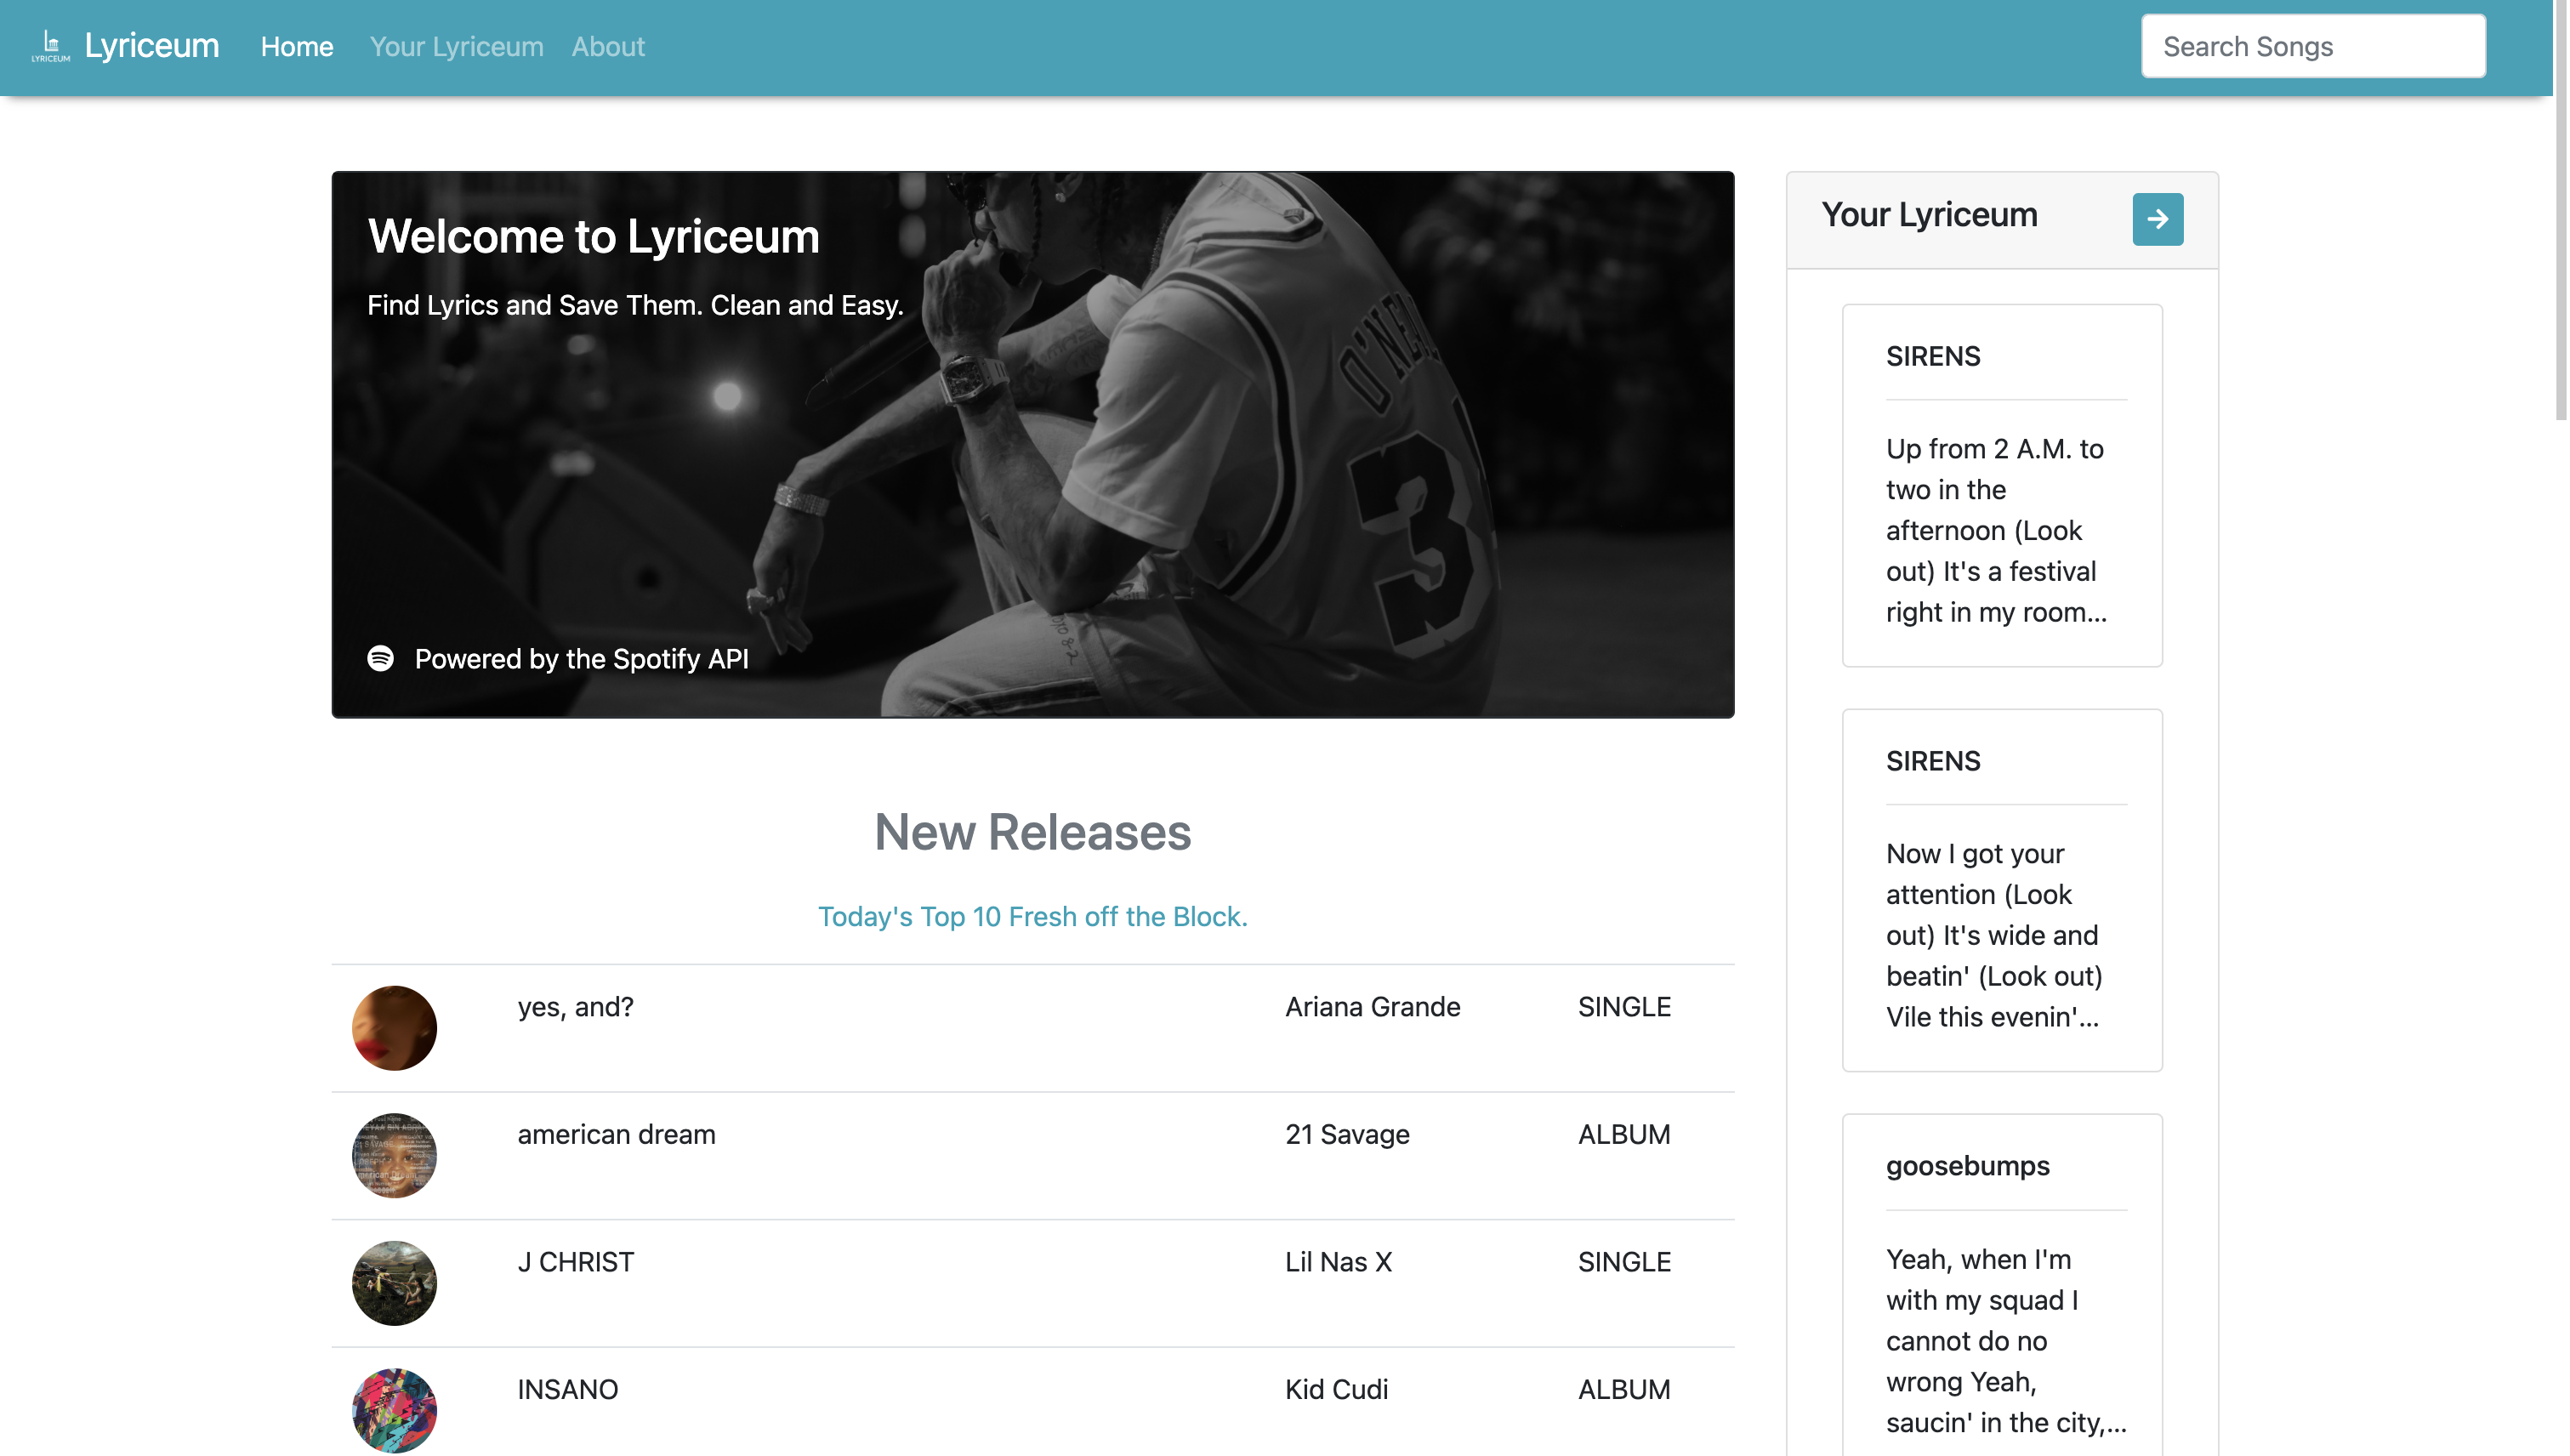 LYRICEUM
Lyriceum
Home
Your Lyriceum
About
Search Songs
Welcome to Lyriceum
Find Lyrics and Save Them. Clean and Easy.
O'NEAL
3
Powered by the Spotify API
New Releases
Today's Top 10 Fresh off the Block.
yes, and? Ariana Grande SINGLE
american dream 21 Savage ALBUM
J CHRIST Lil Nas X SINGLE
INSANO Kid Cudi ALBUM
Your Lyriceum
SIRENS
Up from 2 A.M. to
two in the
afternoon (Look
out) It's a festival
right in my room...
SIRENS
Now I got your
attention (Look
out) It's wide and
beatin' (Look out)
Vile this evenin'...
goosebumps
Yeah, when I'm
with my squad I
cannot do no
wrong Yeah,
saucin' in the city,...